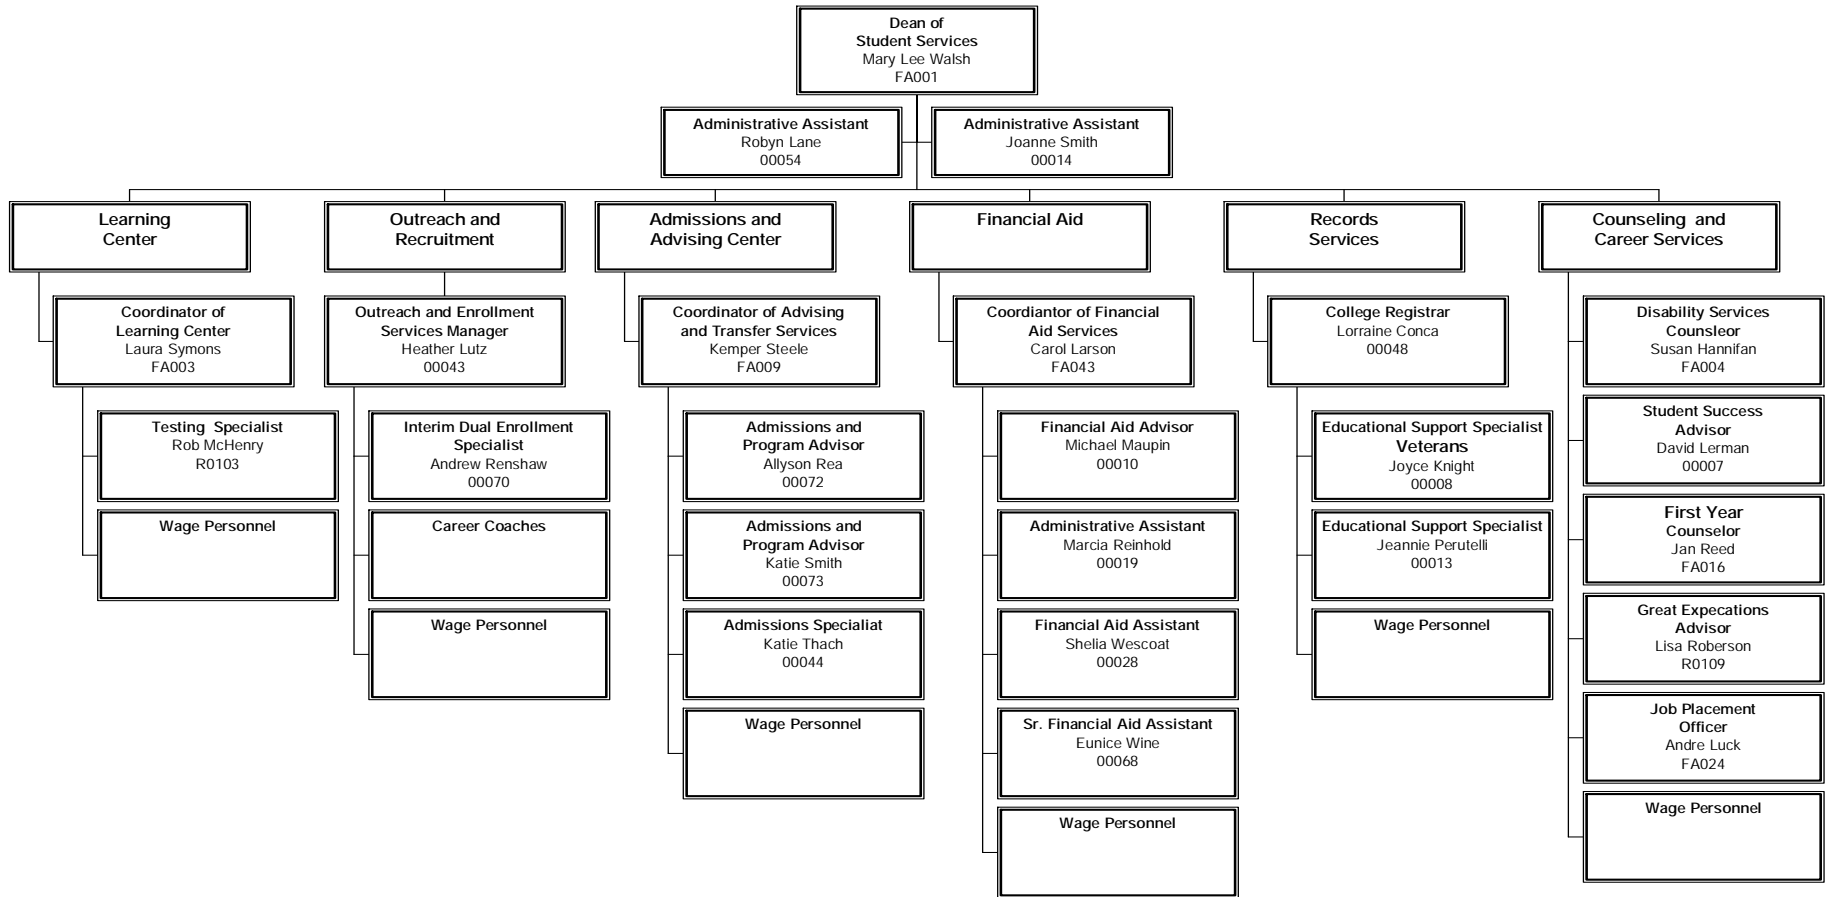 Dean of
Student Services
Mary Lee Walsh
FA001
Administrative Assistant
Robyn Lane
00054
Administrative Assistant
Joanne Smith
00014
Learning
Center
Outreach and
Recruitment
Admissions and
Advising Center
Financial Aid
Records
Services
Counseling and
Career Services
Coordinator of
Learning Center
Laura Symons
FA003
Testing Specialist
Rob McHenry
R0103
Wage Personnel
Outreach and Enrollment
Services Manager
Heather Lutz
00043
Interim Dual Enrollment
Specialist
Andrew Renshaw
00070
Career Coaches
Wage Personnel
Coordinator of Advising
and Transfer Services
Kemper Steele
FA009
Admissions and
Program Advisor
Allyson Rea
00072
Admissions and
Program Advisor
Katie Smith
00073
Admissions Specialiat
Katie Thach
00044
Wage Personnel
Coordiantor of Financial
Aid Services
Carol Larson
FA043
Financial Aid Advisor
Michael Maupin
00010
Administrative Assistant
Marcia Reinhold
00019
Financial Aid Assistant
Shelia Wescoat
00028
Sr. Financial Aid Assistant
Eunice Wine
00068
Wage Personnel
College Registrar
Lorraine Conca
00048
Educational Support Specialist
Veterans
Joyce Knight
00008
Educational Support Specialist
Jeannie Perutelli
00013
Wage Personnel
Disability Services
Counsleor
Susan Hannifan
FA004
Student Success
Advisor
David Lerman
00007
First Year
Counselor
Jan Reed
FA016
Great Expecations
Advisor
Lisa Roberson
R0109
Job Placement
Officer
Andre Luck
FA024
Wage Personnel